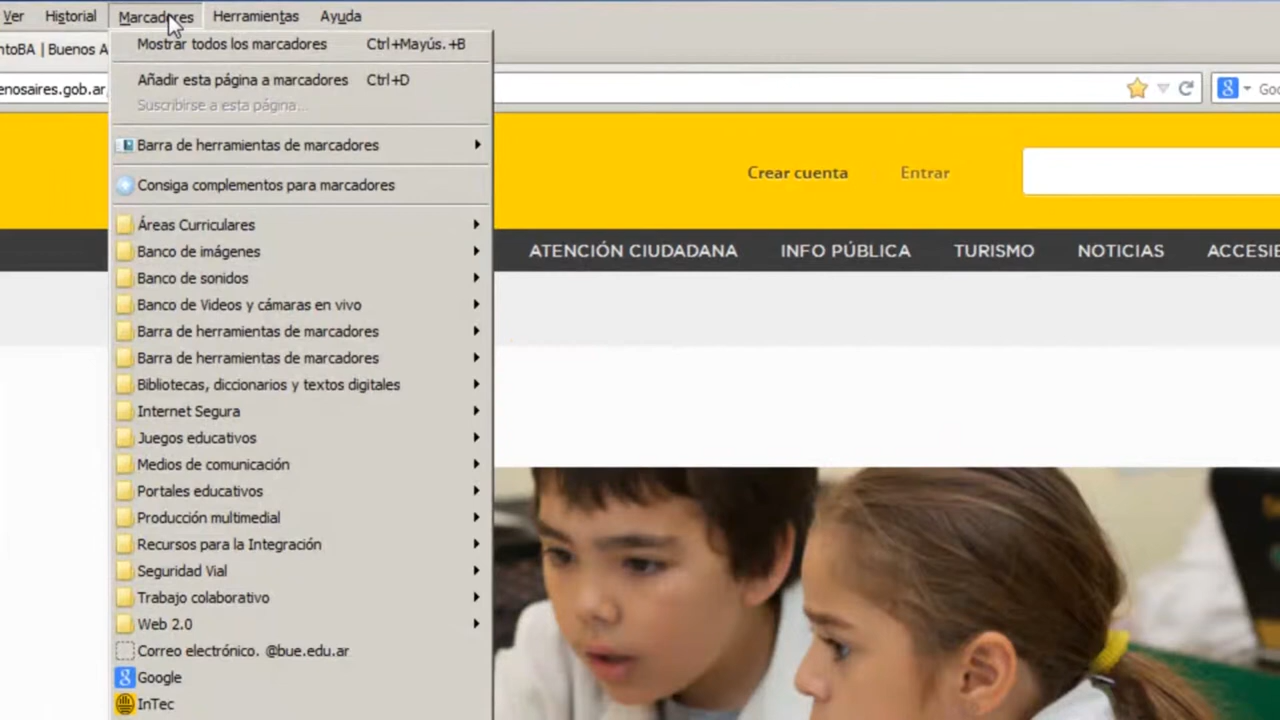 Ver Historial Marcadores Herramientas Ayuda
Mostrar todos los marcadores Ctrl+Mayús.+B
ntoBA | Buenos A
Añadir esta página a marcadores Ctrl+D
enosaires.gob.ar
Suscribirse a esta página...
Barra de herramientas de marcadores
Consiga complementos para marcadores
Crear cuenta Entrar
Áreas Curriculares
Banco de imágenes
ATENCIÓN CIUDADANA INFO PÚBLICA TURISMO NOTICIAS ACCESIB
Banco de sonidos
Banco de Videos y cámaras en vivo
Barra de herramientas de marcadores
Barra de herramientas de marcadores
Bibliotecas, diccionarios y textos digitales
Internet Segura
Juegos educativos
Medios de comunicación
Portales educativos
Producción multimedial
Recursos para la Integración
Seguridad Vial
Trabajo colaborativo
Web 2.0
Correo electrónico. @bue.edu.ar
Google
InTec